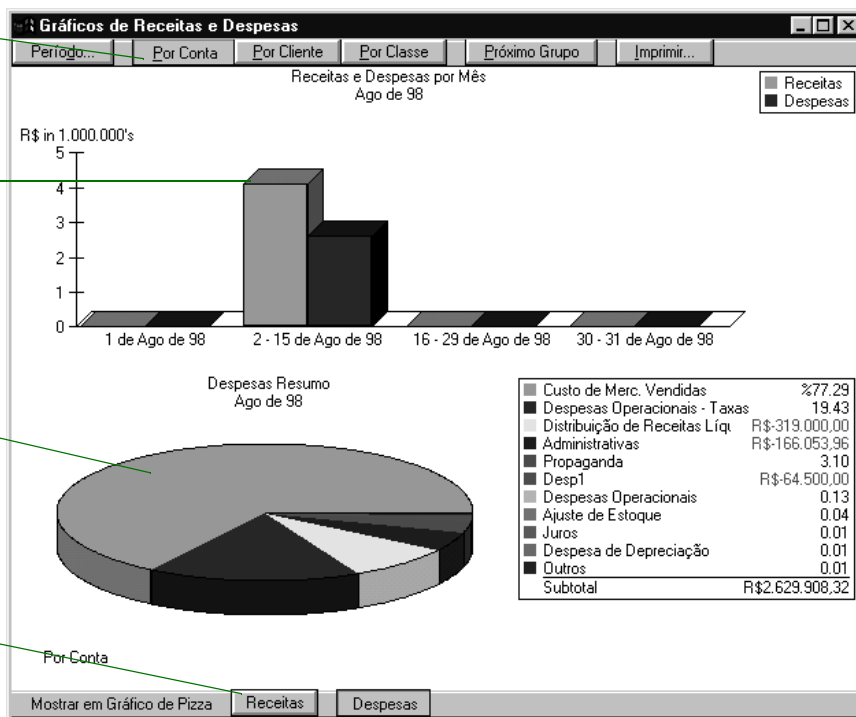 Gráficos de Receitas e Despesas
Período... Por Conta Por Cliente Por Classe Próximo Grupo Imprimir...
Receitas e Despesas por Mês
Ago de 98
Receitas
Despesas
R$ in 1.000.000's
5
4
3
2
1
0
1 de Ago de 98 2 - 15 de Ago de 98 16 - 29 de Ago de 98 30 - 31 de Ago de 98
Despesas Resumo
Ago de 98
Custo de Merc. Vendidas %77.29
Despesas Operacionais - Taxas 19.43
Distribuição de Receitas Líqu R$-319.000,00
Administrativas R$-166.053,96
Propaganda 3.10
Desp1 R$-64.500,00
Despesas Operacionais 0.13
Ajuste de Estoque 0.04
Juros 0.01
Despesa de Depreciação 0.01
Outros 0.01
Subtotal R$2.629.908,32
Por Conta
Mostrar em Gráfico de Pizza Receitas Despesas